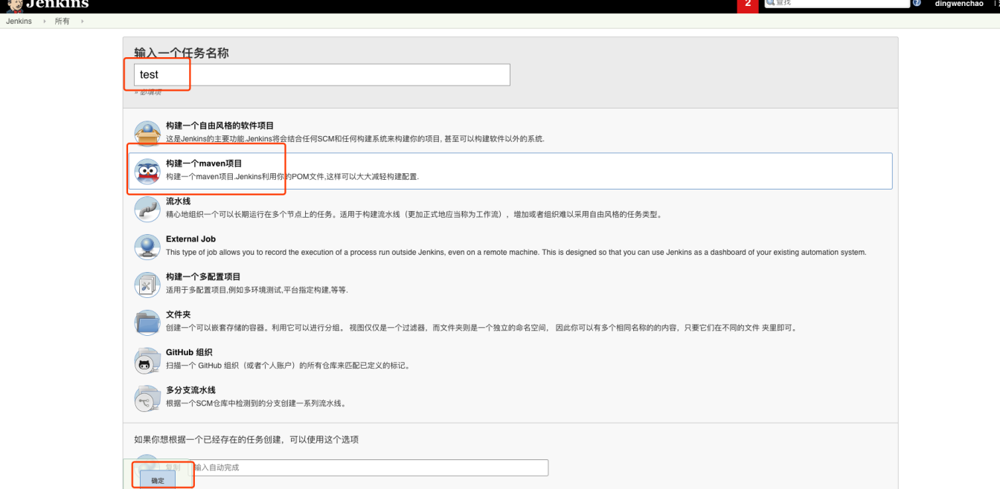 Jenkins
2
查找
dingwenchao
Jenkins
所有
输入一个任务名称
test
» 必填项
构建一个自由风格的软件项目
这是Jenkins的主要功能.Jenkins将会结合任何SCM和任何构建系统来构建你的项目, 甚至可以构建软件以外的系统.
构建一个maven项目
构建一个maven项目.Jenkins利用你的POM文件,这样可以大大减轻构建配置.
流水线
精心地组织一个可以长期运行在多个节点上的任务。适用于构建流水线（更加正式地应当称为工作流），增加或者组织难以采用自由风格的任务类型。
External Job
This type of job allows you to record the execution of a process run outside Jenkins, even on a remote machine. This is designed so that you can use Jenkins as a dashboard of your existing automation system.
构建一个多配置项目
适用于多配置项目,例如多环境测试,平台指定构建,等等.
文件夹
创建一个可以嵌套存储的容器。利用它可以进行分组。 视图仅仅是一个过滤器，而文件夹则是一个独立的命名空间， 因此你可以有多个相同名称的的内容，只要它们在不同的文件 夹里即可。
GitHub 组织
扫描一个 GitHub 组织（或者个人账户）的所有仓库来匹配已定义的标记。
多分支流水线
根据一个SCM仓库中检测到的分支创建一系列流水线。
如果你想根据一个已经存在的任务创建，可以使用这个选项
复制
输入自动完成
确定